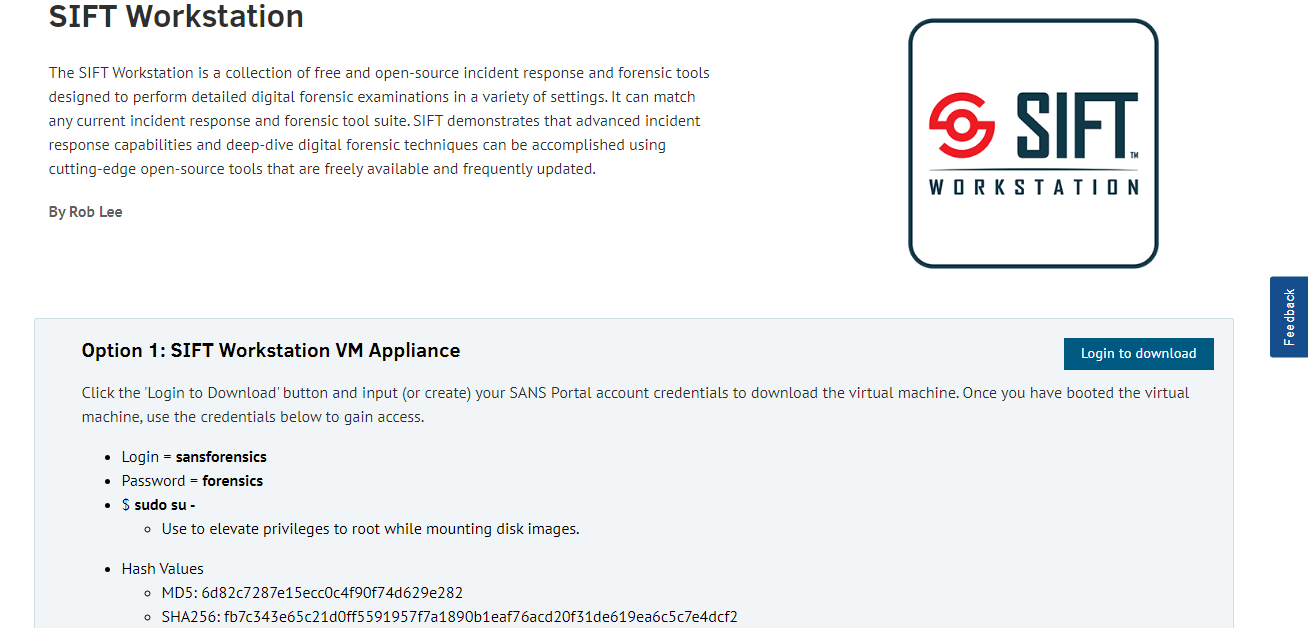 SIFT Workstation
The SIFT Workstation is a collection of free and open-source incident response and forensic tools
designed to perform detailed digital forensic examinations in a variety of settings. It can match
any current incident response and forensic tool suite. SIFT demonstrates that advanced incident
response capabilities and deep-dive digital forensic techniques can be accomplished using
cutting-edge open-source tools that are freely available and frequently updated.
By Rob Lee
SIFT™
WORKSTATION
Feedback
Option 1: SIFT Workstation VM Appliance
Login to download
Click the 'Login to Download' button and input (or create) your SANS Portal account credentials to download the virtual machine. Once you have booted the virtual
machine, use the credentials below to gain access.
• Login = sansforensics
• Password = forensics
• $ sudo su -
◦ Use to elevate privileges to root while mounting disk images.
• Hash Values
◦ MD5: 6d82c7287e15ecc0c4f90f74d629e282
◦ SHA256: fb7c343e65c21d0ff5591957f7a1890b1eaf76acd20f31de619ea6c5c7e4dcf2